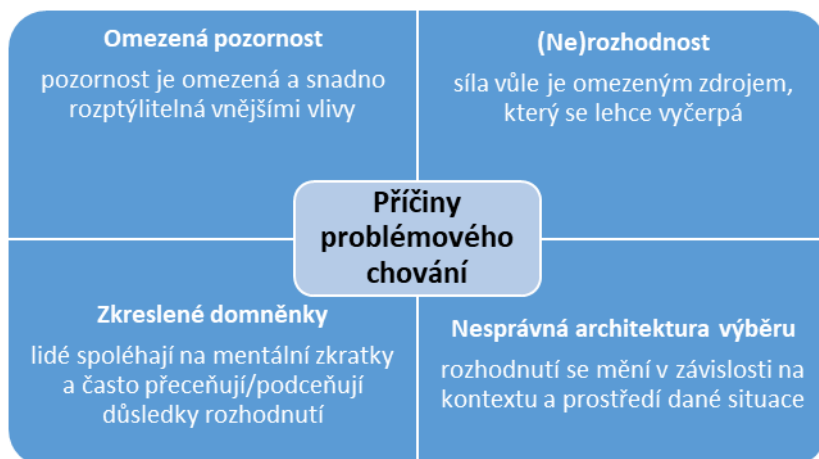 Omezená pozornost
pozornost je omezená a snadno
rozptýlitelná vnějšími vlivy
(Ne)rozhodnost
síla vůle je omezeným zdrojem,
který se lehce vyčerpá
Příčiny
problémového
chování
Zkreslené domněnky
lidé spoléhají na mentální zkratky
a často přeceňují/podceňují
důsledky rozhodnutí
Nesprávná architektura výběru
rozhodnutí se mění v závislosti na
kontextu a prostředí dané situace